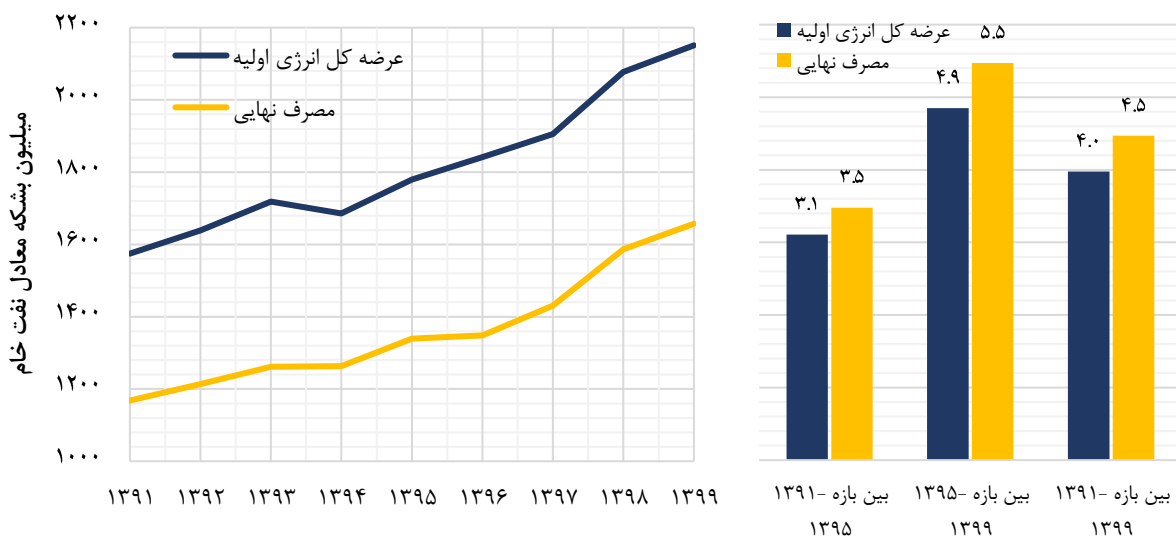 میلیون بشکه معادل نفت خام
۲۲۰۰
۲۰۰۰
۱۸۰۰
۱۶۰۰
۱۴۰۰
۱۲۰۰
۱۰۰۰
عرضه کل انرژی اولیه
مصرف نهایی
۱۳۹۱ ۱۳۹۲ ۱۳۹۳ ۱۳۹۴ ۱۳۹۵ ۱۳۹۶ ۱۳۹۷ ۱۳۹۸ ۱۳۹۹
عرضه کل انرژی اولیه
مصرف نهایی
۳.۱
۳.۵
۴.۹
۵.۵
۴.۰
۴.۵
بین بازه ۱۳۹۱-
۱۳۹۵
بین بازه ۱۳۹۵-
۱۳۹۹
بین بازه ۱۳۹۱-
۱۳۹۹